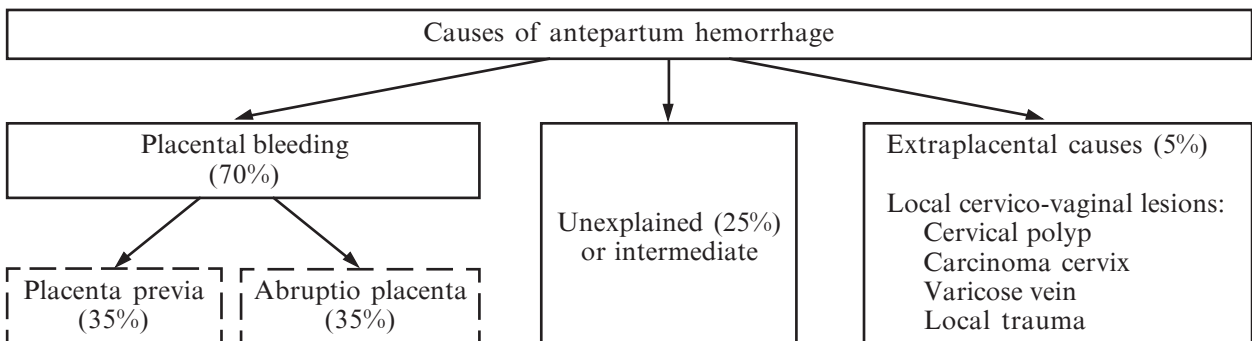 Causes of antepartum hemorrhage
Placental bleeding
(70%)
Placenta previa
(35%)
Abruptio placenta
(35%)
Unexplained (25%)
or intermediate
Extraplacental causes (5%)
Local cervico-vaginal lesions:
Cervical polyp
Carcinoma cervix
Varicose vein
Local trauma